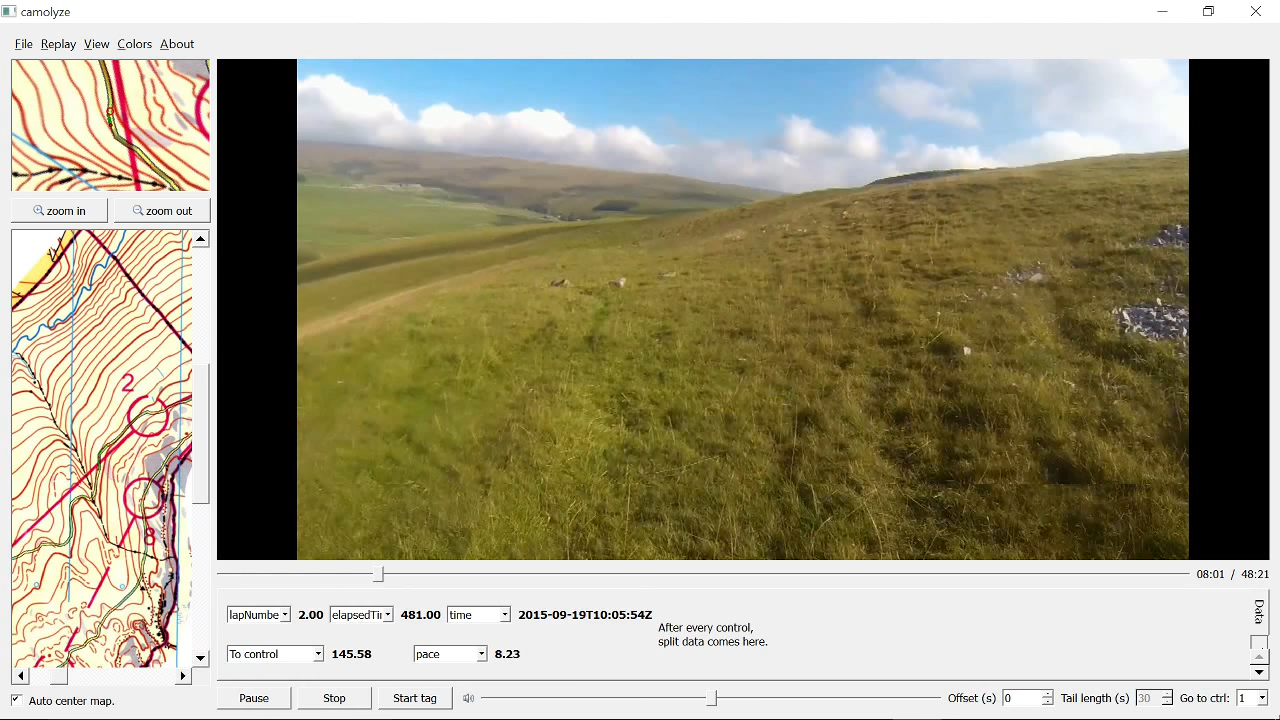 camolyze
File Replay View Colors About
zoom in zoom out
2
8
08:01 / 48:21
lapNumbe 2.00 elapsedTi 481.00 time 2015-09-19T10:05:54Z
After every control,
split data comes here.
To control 145.58 pace 8.23
Data
Auto center map.
Pause Stop Start tag Offset (s) 0 Tail length (s) 30 Go to ctrl: 1